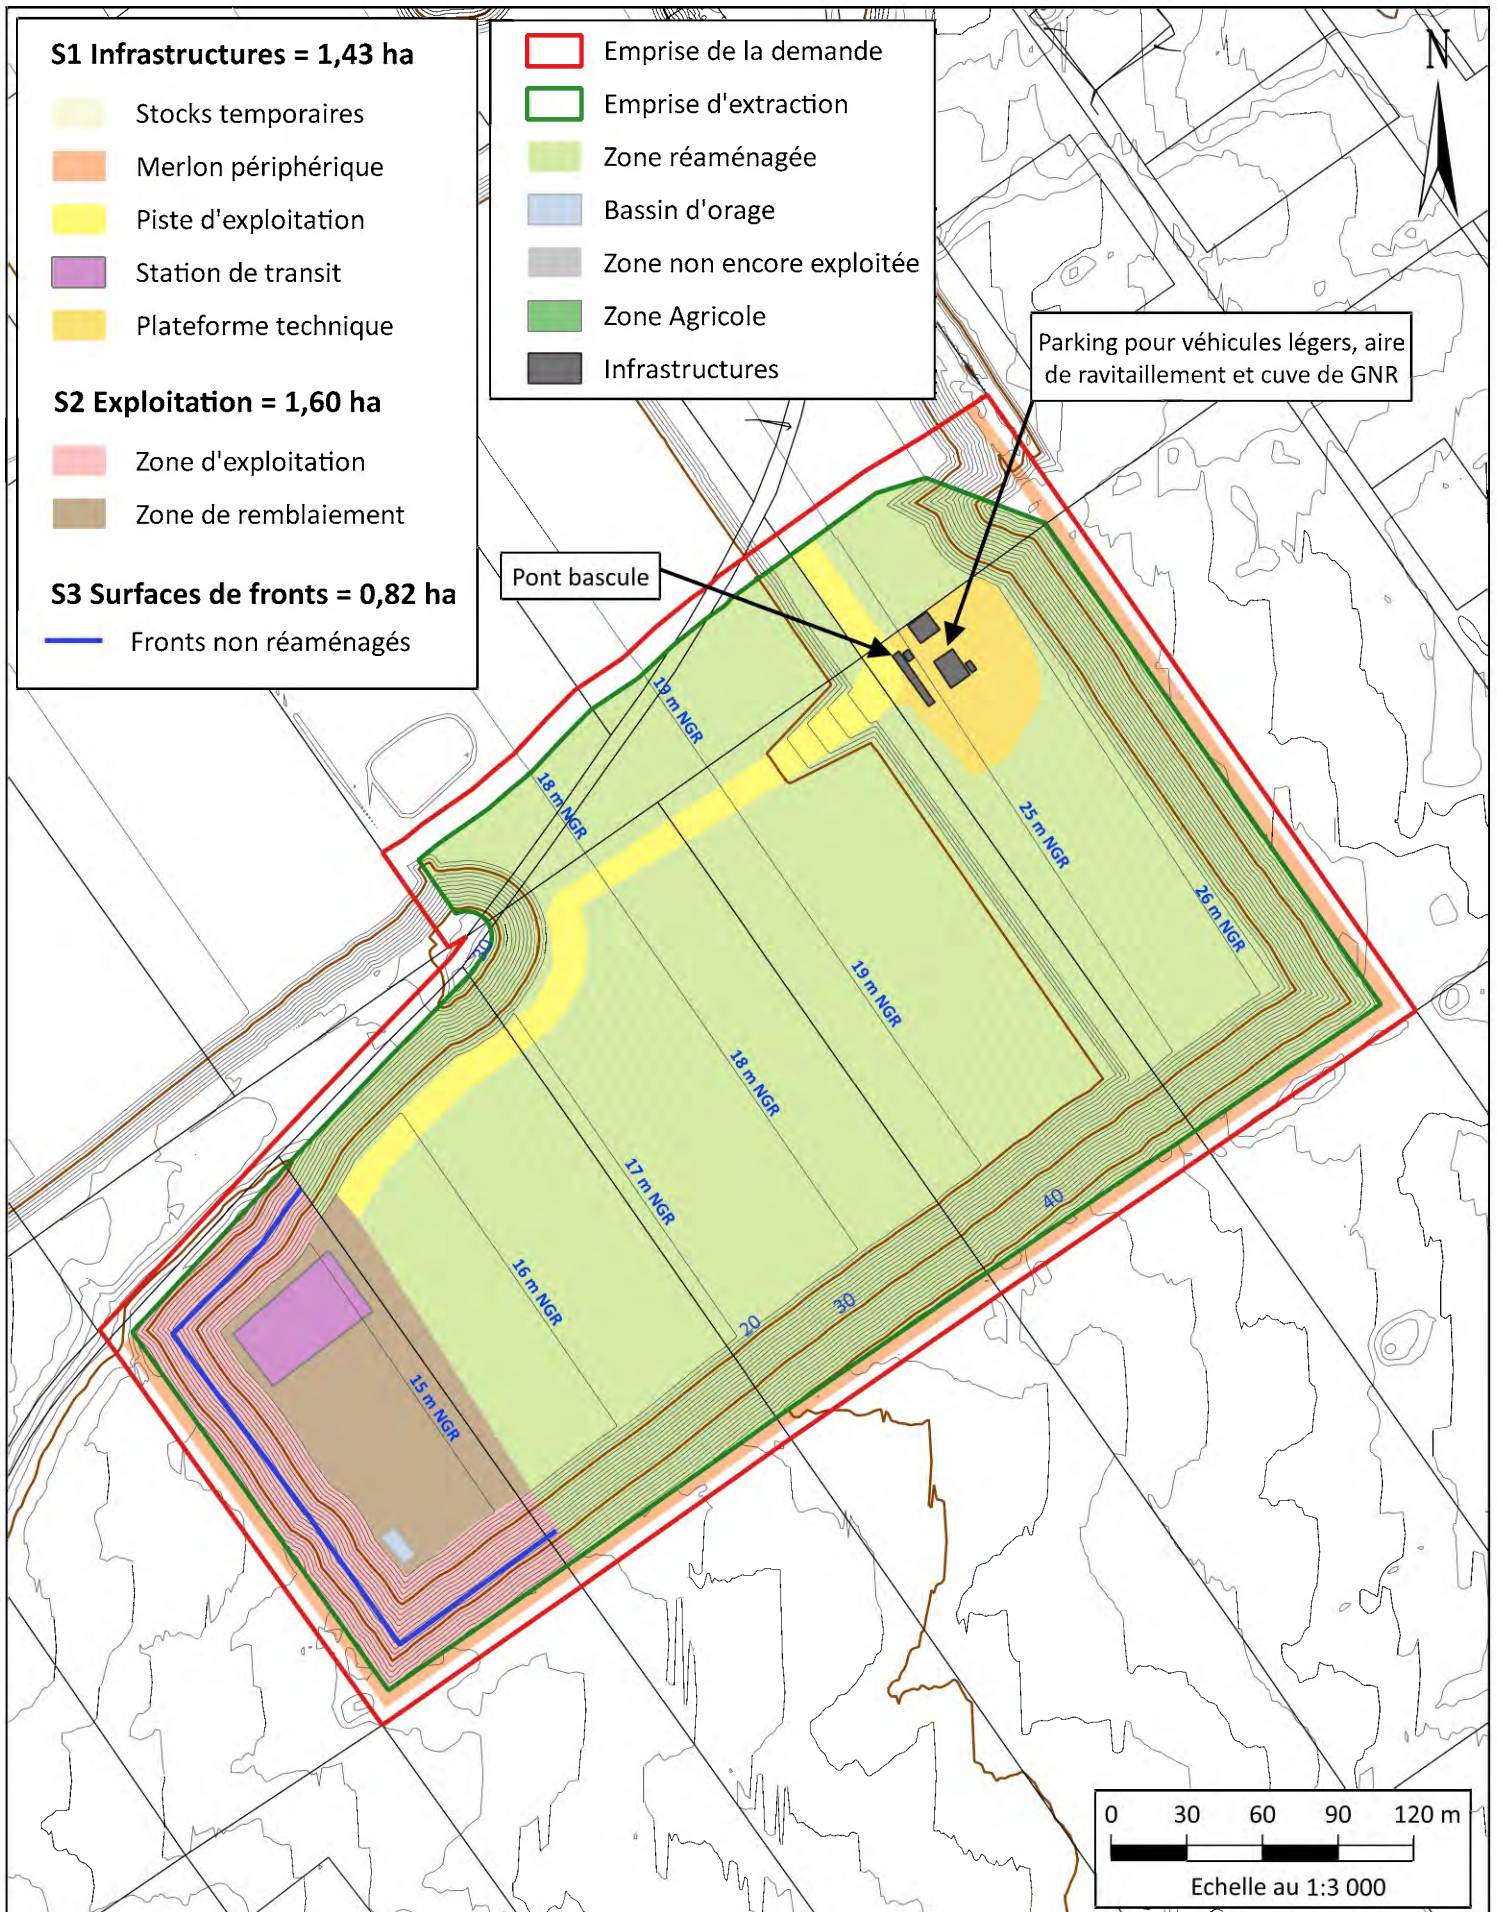 S1 Infrastructures = 1,43 ha
Stocks temporaires
Merlon périphérique
Piste d'exploitation
Station de transit
Plateforme technique
S2 Exploitation = 1,60 ha
Zone d'exploitation
Zone de remblaiement
S3 Surfaces de fronts = 0,82 ha
Fronts non réaménagés
Emprise de la demande
Emprise d'extraction
Zone réaménagée
Bassin d'orage
Zone non encore exploitée
Zone Agricole
Infrastructures
N
Parking pour véhicules légers, aire
de ravitaillement et cuve de GNR
Pont bascule
19 m NGR
18 m NGR
25 m NGR
26 m NGR
30
19 m NGR
18 m NGR
17 m NGR
40
16 m NGR
30
20
15 m NGR
0 30 60 90 120 m
Echelle au 1:3 000